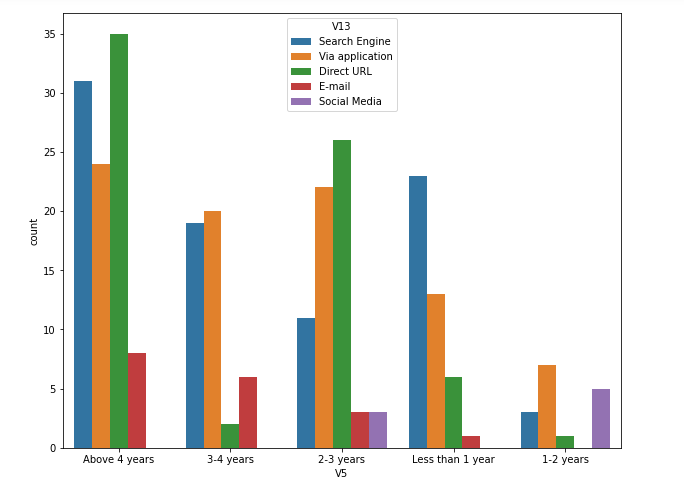 V13
Search Engine
Via application
Direct URL
E-mail
Social Media
35
30
25
20
15
10
5
0
count
Above 4 years
3-4 years
2-3 years
Less than 1 year
1-2 years
V5